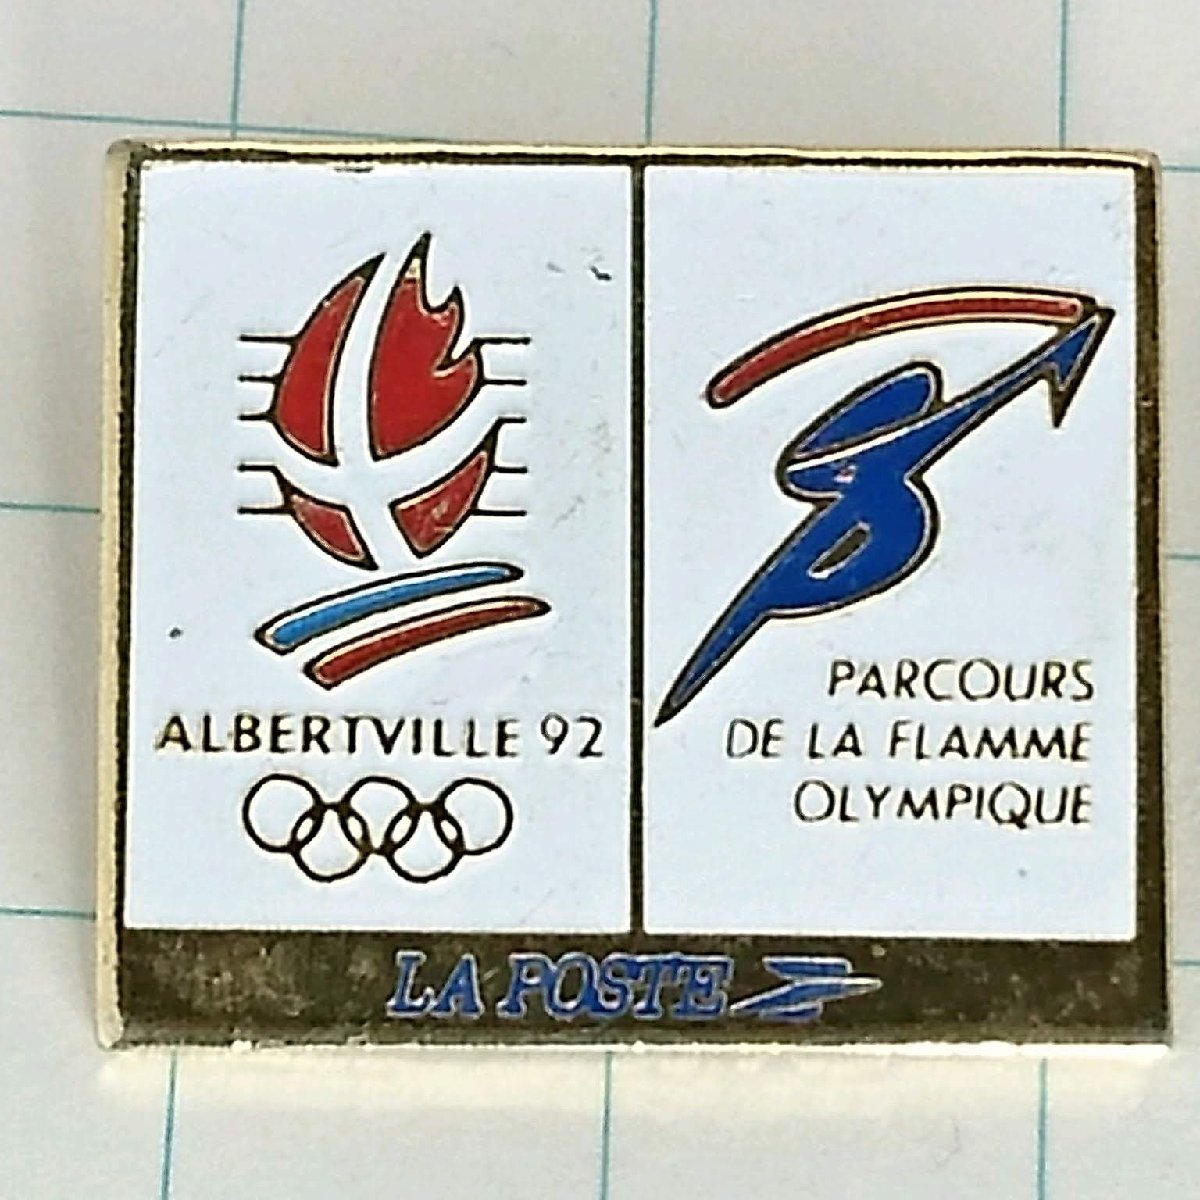 ALBERTVILLE 92
PARCOURS
DE LA FLAMME
OLYMPIQUE
LA POSTE